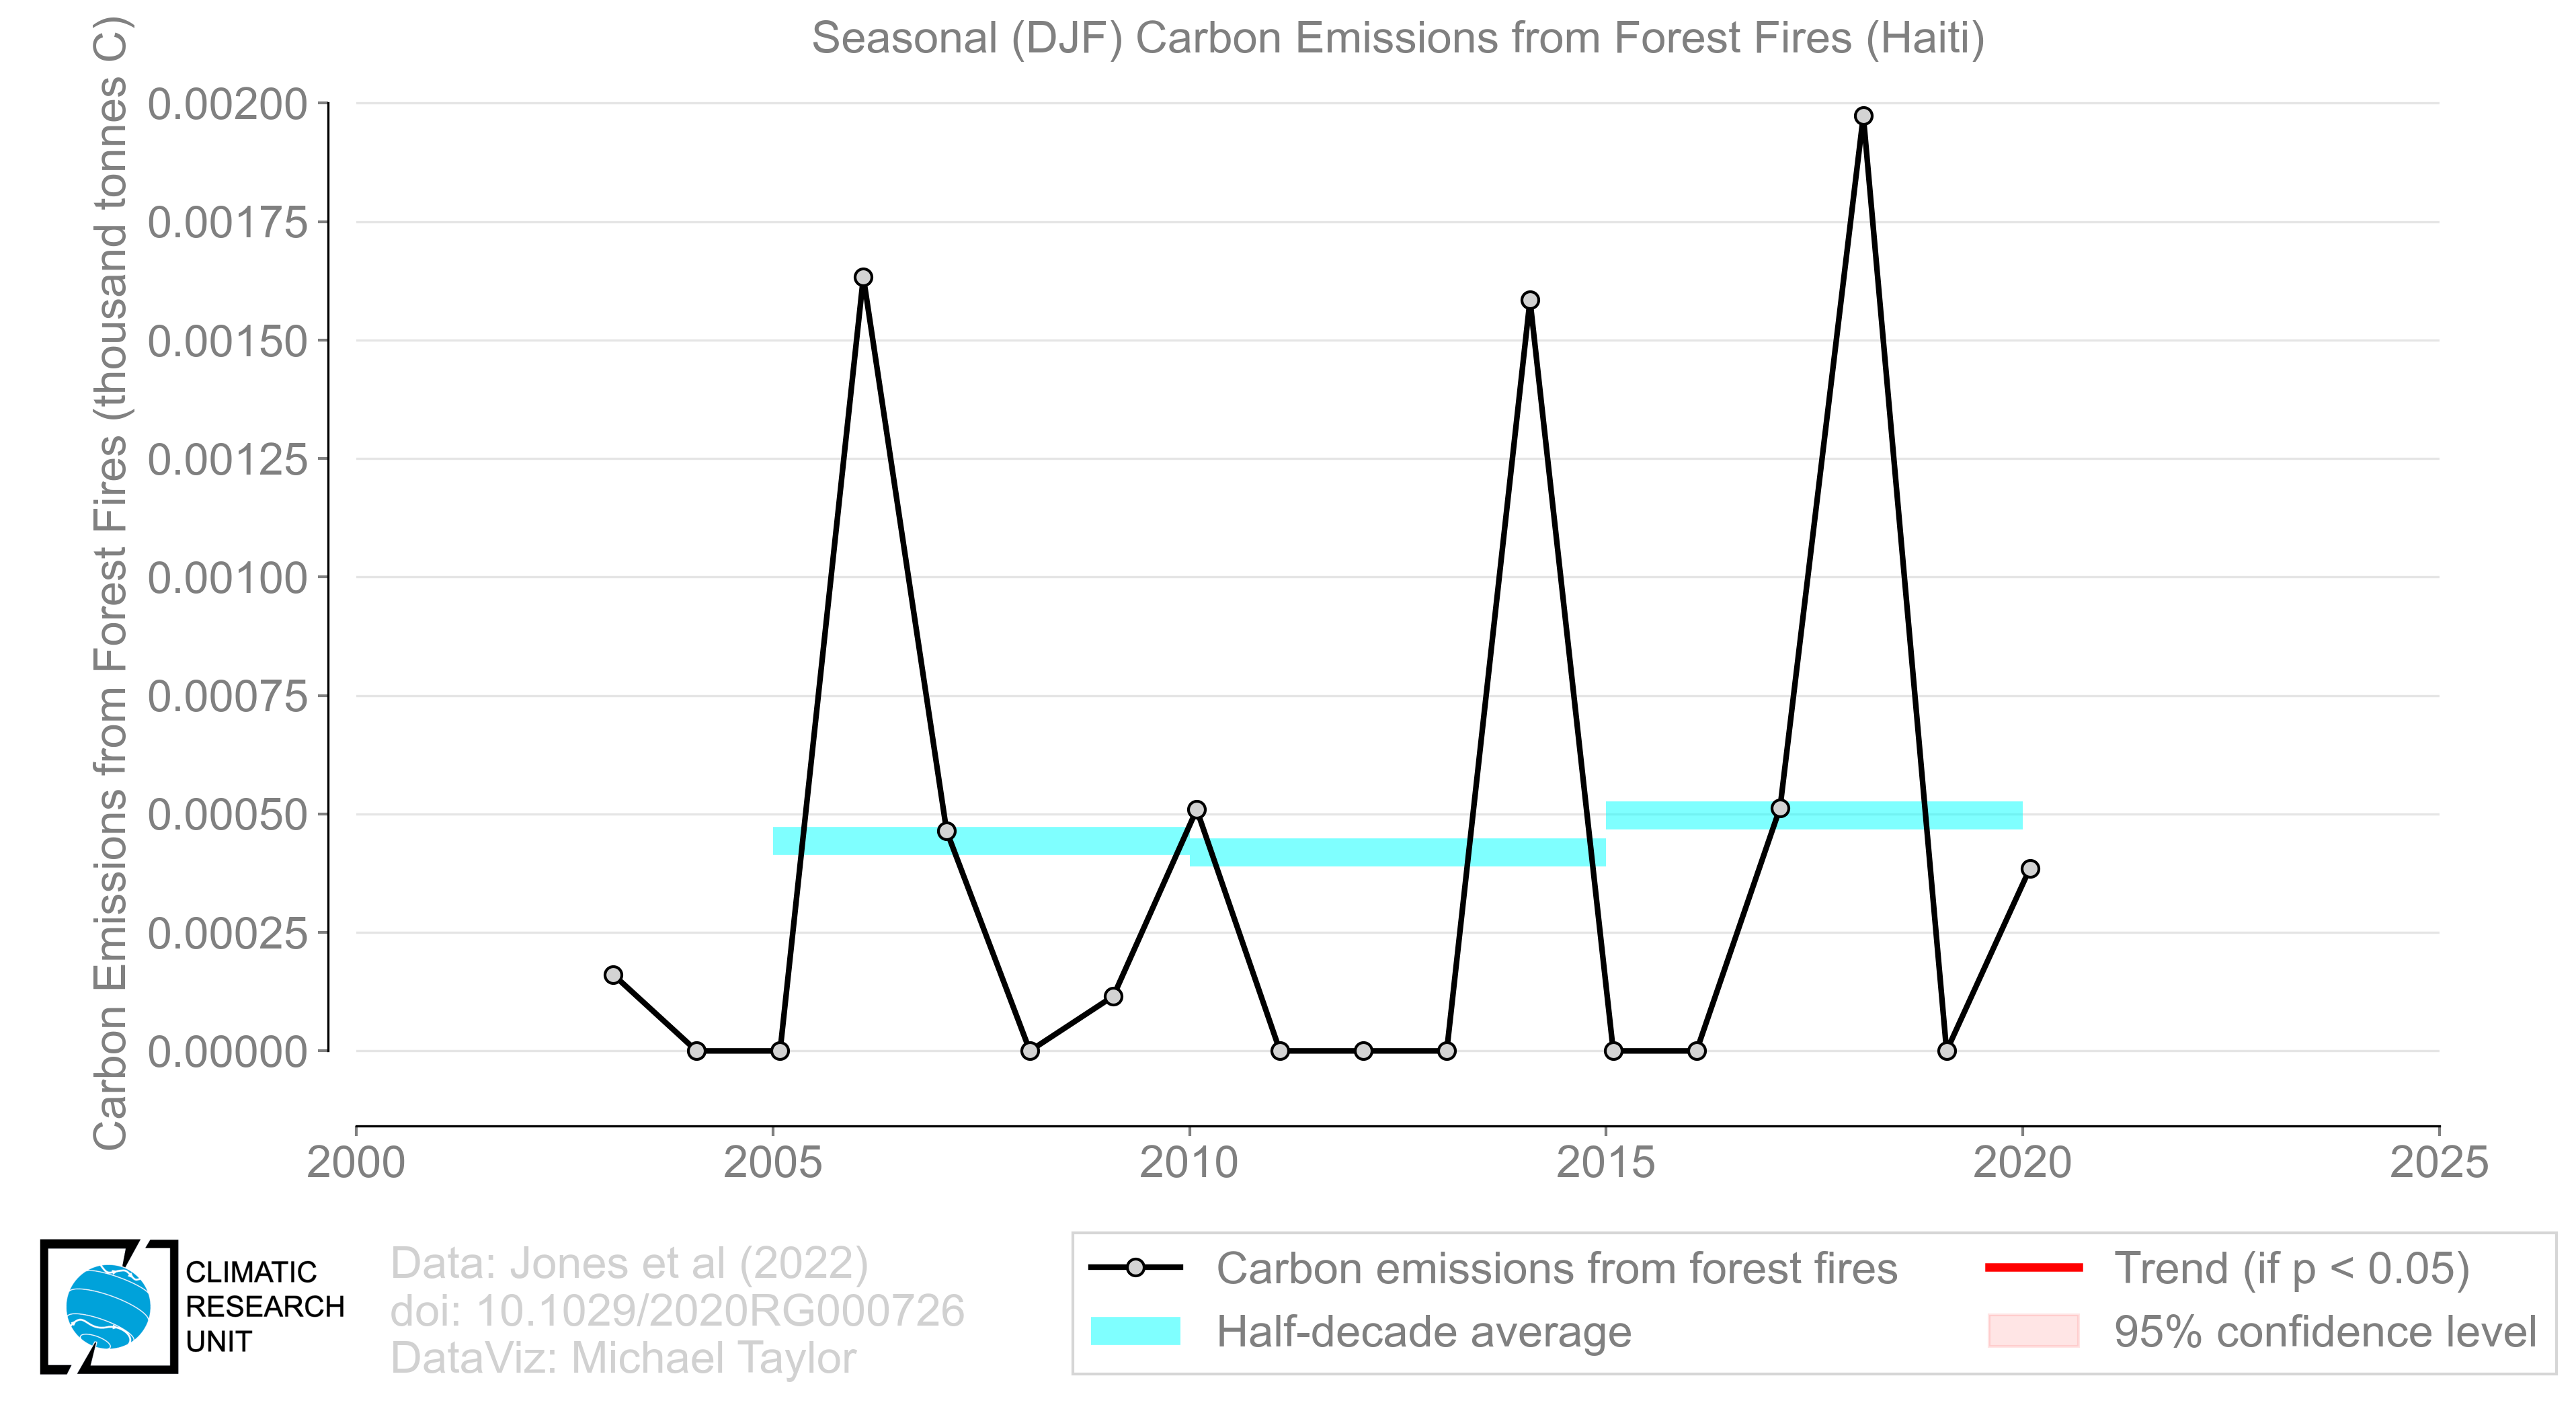 Seasonal (DJF) Carbon Emissions from Forest Fires (Haiti)
Carbon Emissions from Forest Fires (thousand tonnes C)
0.00200
0.00175
0.00150
0.00125
0.00100
0.00075
0.00050
0.00025
0.00000
2000 2005 2010 2015 2020 2025
CLIMATIC
RESEARCH
UNIT
Data: Jones et al (2022)
doi: 10.1029/2020RG000726
DataViz: Michael Taylor
Carbon emissions from forest fires
Half-decade average
Trend (if p < 0.05)
95% confidence level